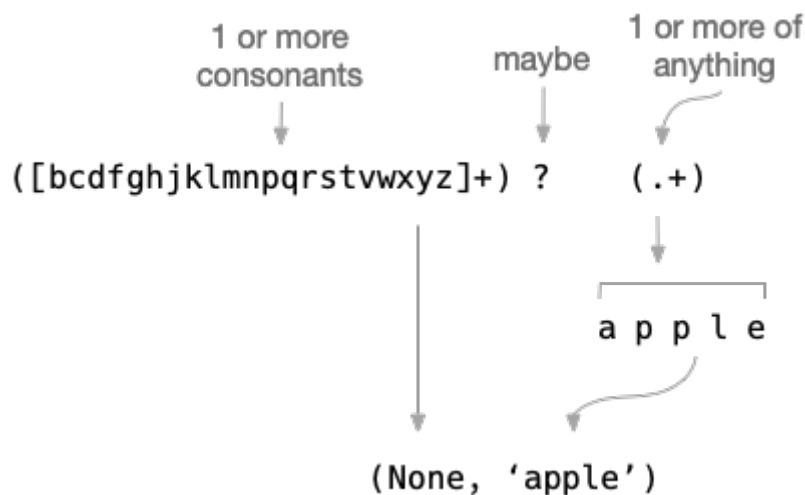 1 or more
consonants
maybe
1 or more of
anything
([bcdfghjklmnpqrstvwxyz]+) ? (.+)
a p p l e
(None, ‘apple’)